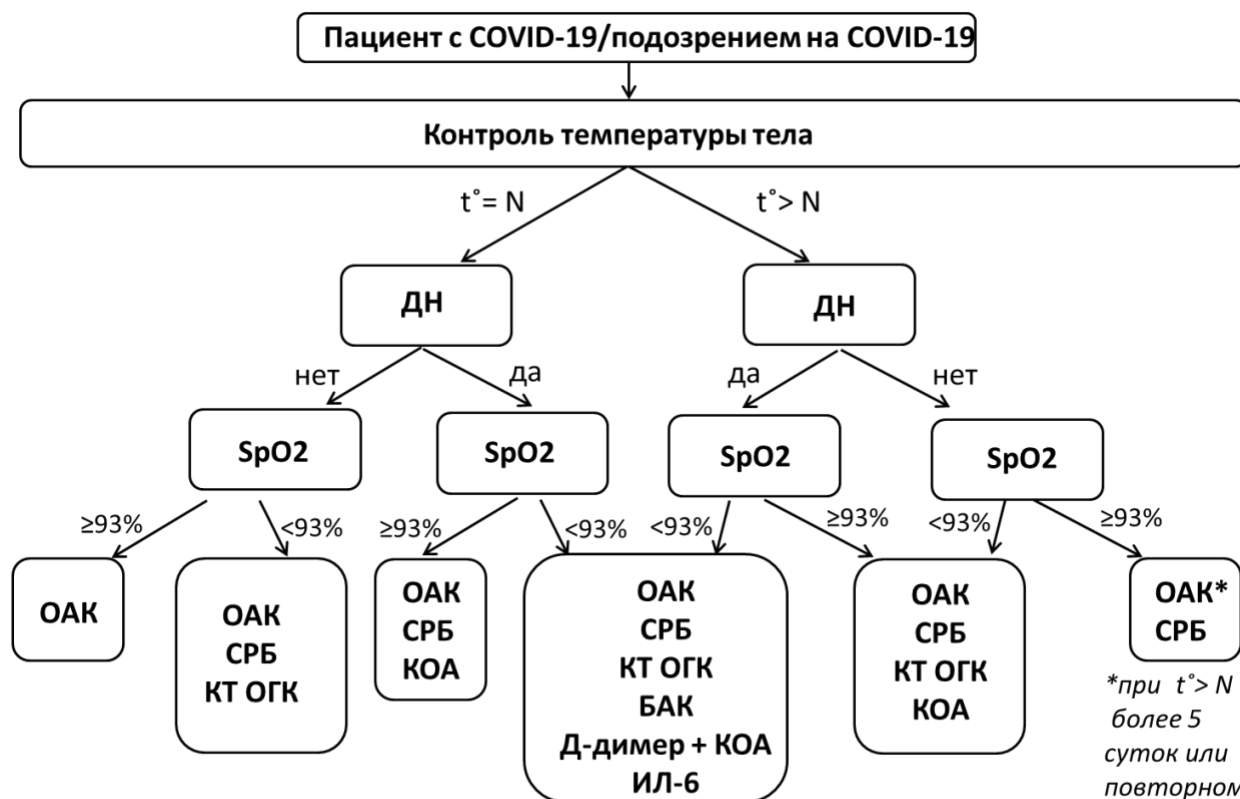 Пациент с COVID-19/подозрением на COVID-19
Контроль температуры тела
t˚= N
t˚> N
ДН
ДН
нет
да
да
нет
SpO2
SpO2
SpO2
SpO2
≥93%
<93%
≥93%
<93%
<93%
≥93%
<93%
≥93%
ОАК
ОАК
СРБ
КТ ОГК
ОАК
СРБ
КОА
ОАК
СРБ
КТ ОГК
БАК
Д-димер + КОА
ИЛ-6
ОАК
СРБ
КТ ОГК
КОА
ОАК*
СРБ
*при t˚> N
более 5
суток или
повторном